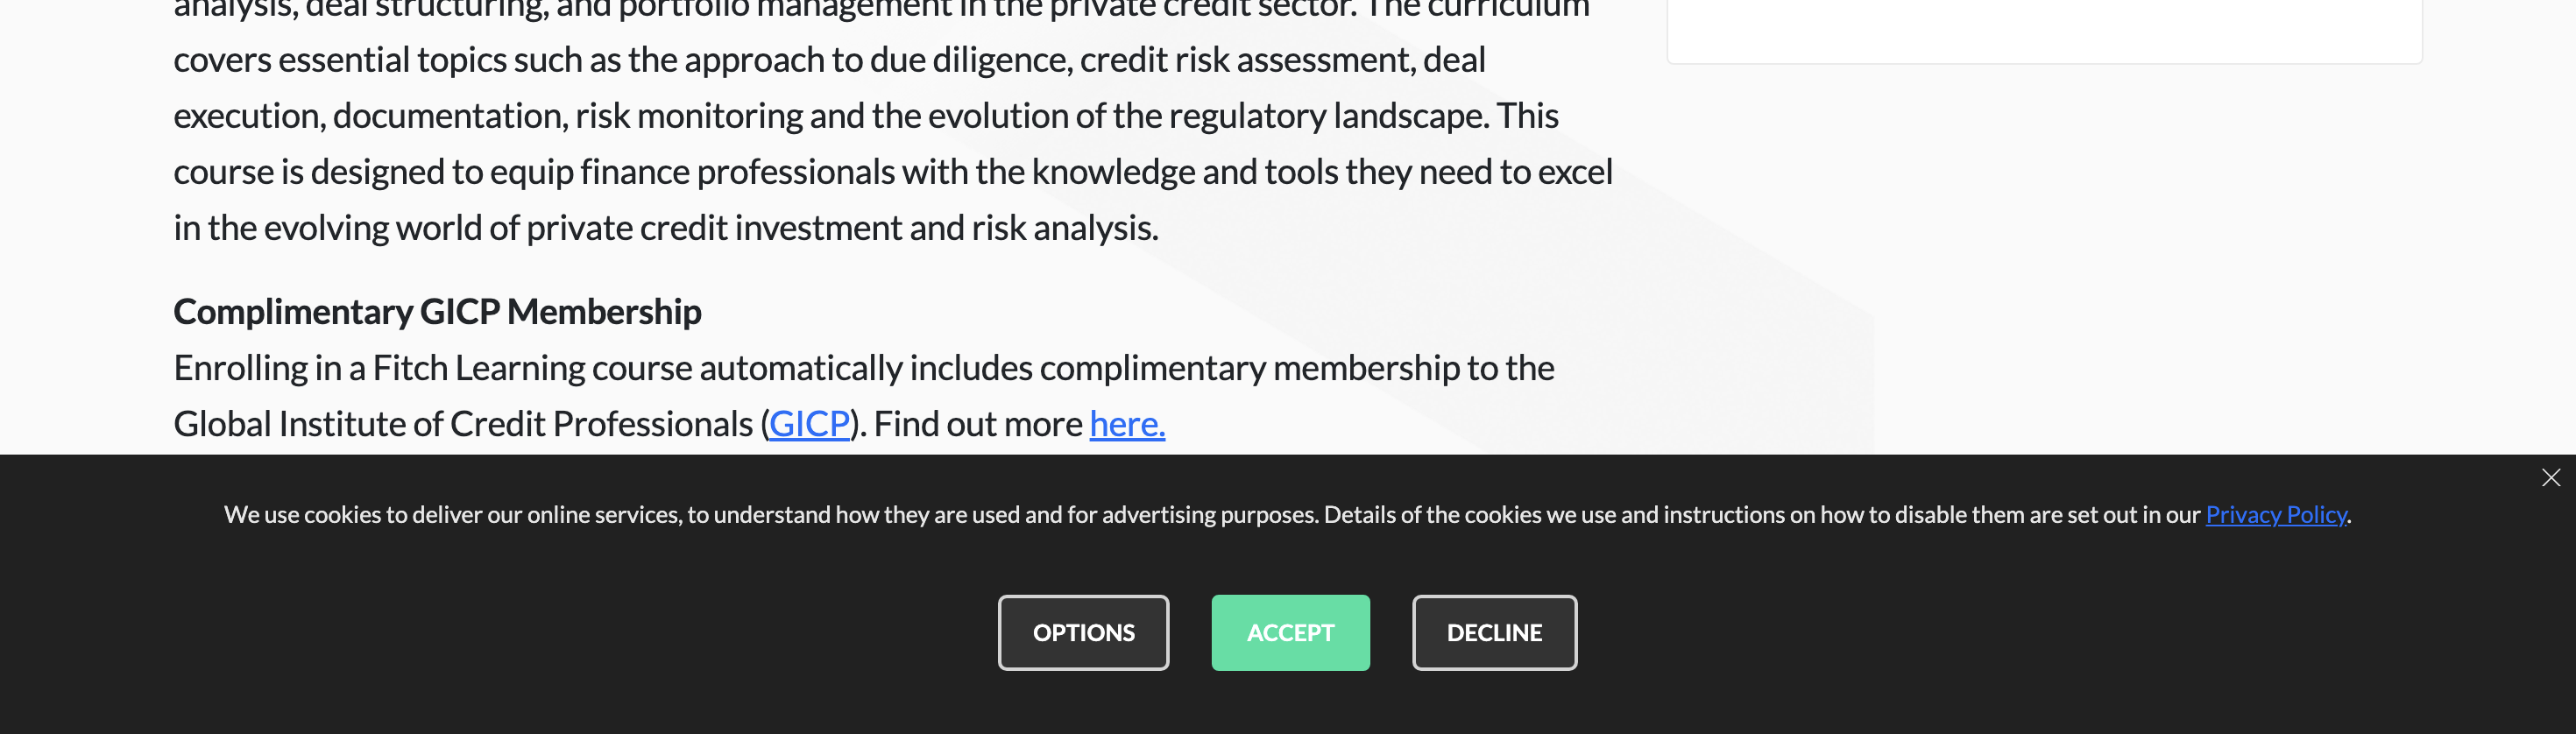 analysis, deal structuring, and portfolio management in the private credit sector. The curriculum
covers essential topics such as the approach to due diligence, credit risk assessment, deal
execution, documentation, risk monitoring and the evolution of the regulatory landscape. This
course is designed to equip finance professionals with the knowledge and tools they need to excel
in the evolving world of private credit investment and risk analysis.
Complimentary GICP Membership
Enrolling in a Fitch Learning course automatically includes complimentary membership to the
Global Institute of Credit Professionals (GICP). Find out more here.
We use cookies to deliver our online services, to understand how they are used and for advertising purposes. Details of the cookies we use and instructions on how to disable them are set out in our Privacy Policy.
OPTIONS ACCEPT DECLINE